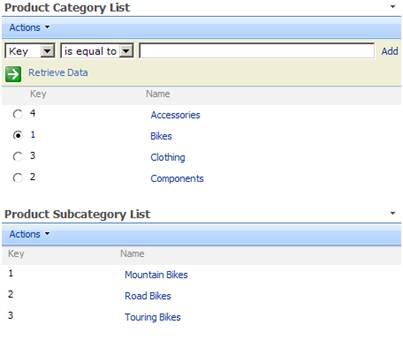 Product Category List
Actions
Key is equal to Add
Retrieve Data
Key Name
4 Accessories
1 Bikes
3 Clothing
2 Components
Product Subcategory List
Actions
Key Name
1 Mountain Bikes
2 Road Bikes
3 Touring Bikes